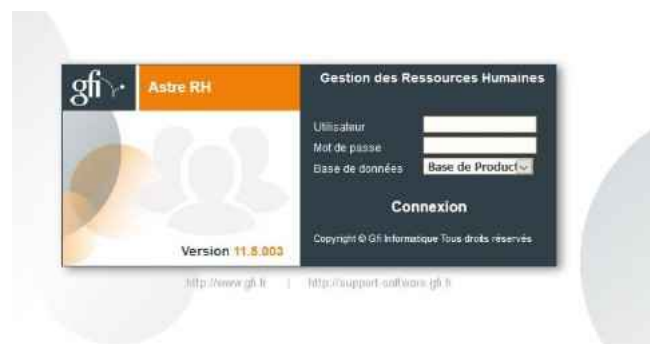 gfi
Astre RH
Gestion des Ressources Humaines
Utilisateur
Mot de passe
Base de données
Base de Product
Connexion
Version 11.8.003
Copyright © Gfi Informatique Tous droits réservés
http://www.gfi.fr | http://support-software.gfi.fr